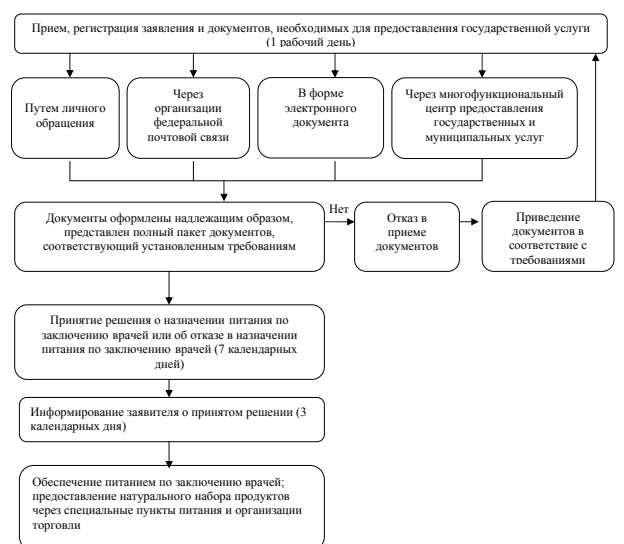 Прием, регистрация заявления и документов, необходимых для предоставления государственной услуги
(1 рабочий день)
Путем личного
обращения
Через
организации
федеральной
почтовой связи
В форме
электронного
документа
Через многофункциональный
центр предоставления
государственных и
муниципальных услуг
Документы оформлены надлежащим образом,
представлен полный пакет документов,
соответствующий установленным требованиям
Нет
Отказ в
приеме
документов
Приведение
документов в
соответствие с
требованиями
Принятие решения о назначении питания по
заключению врачей или об отказе в назначении
питания по заключению врачей (7 календарных
дней)
Информирование заявителя о принятом решении (3
календарных дня)
Обеспечение питанием по заключению врачей;
предоставление натурального набора продуктов
через специальные пункты питания и организации
торговли